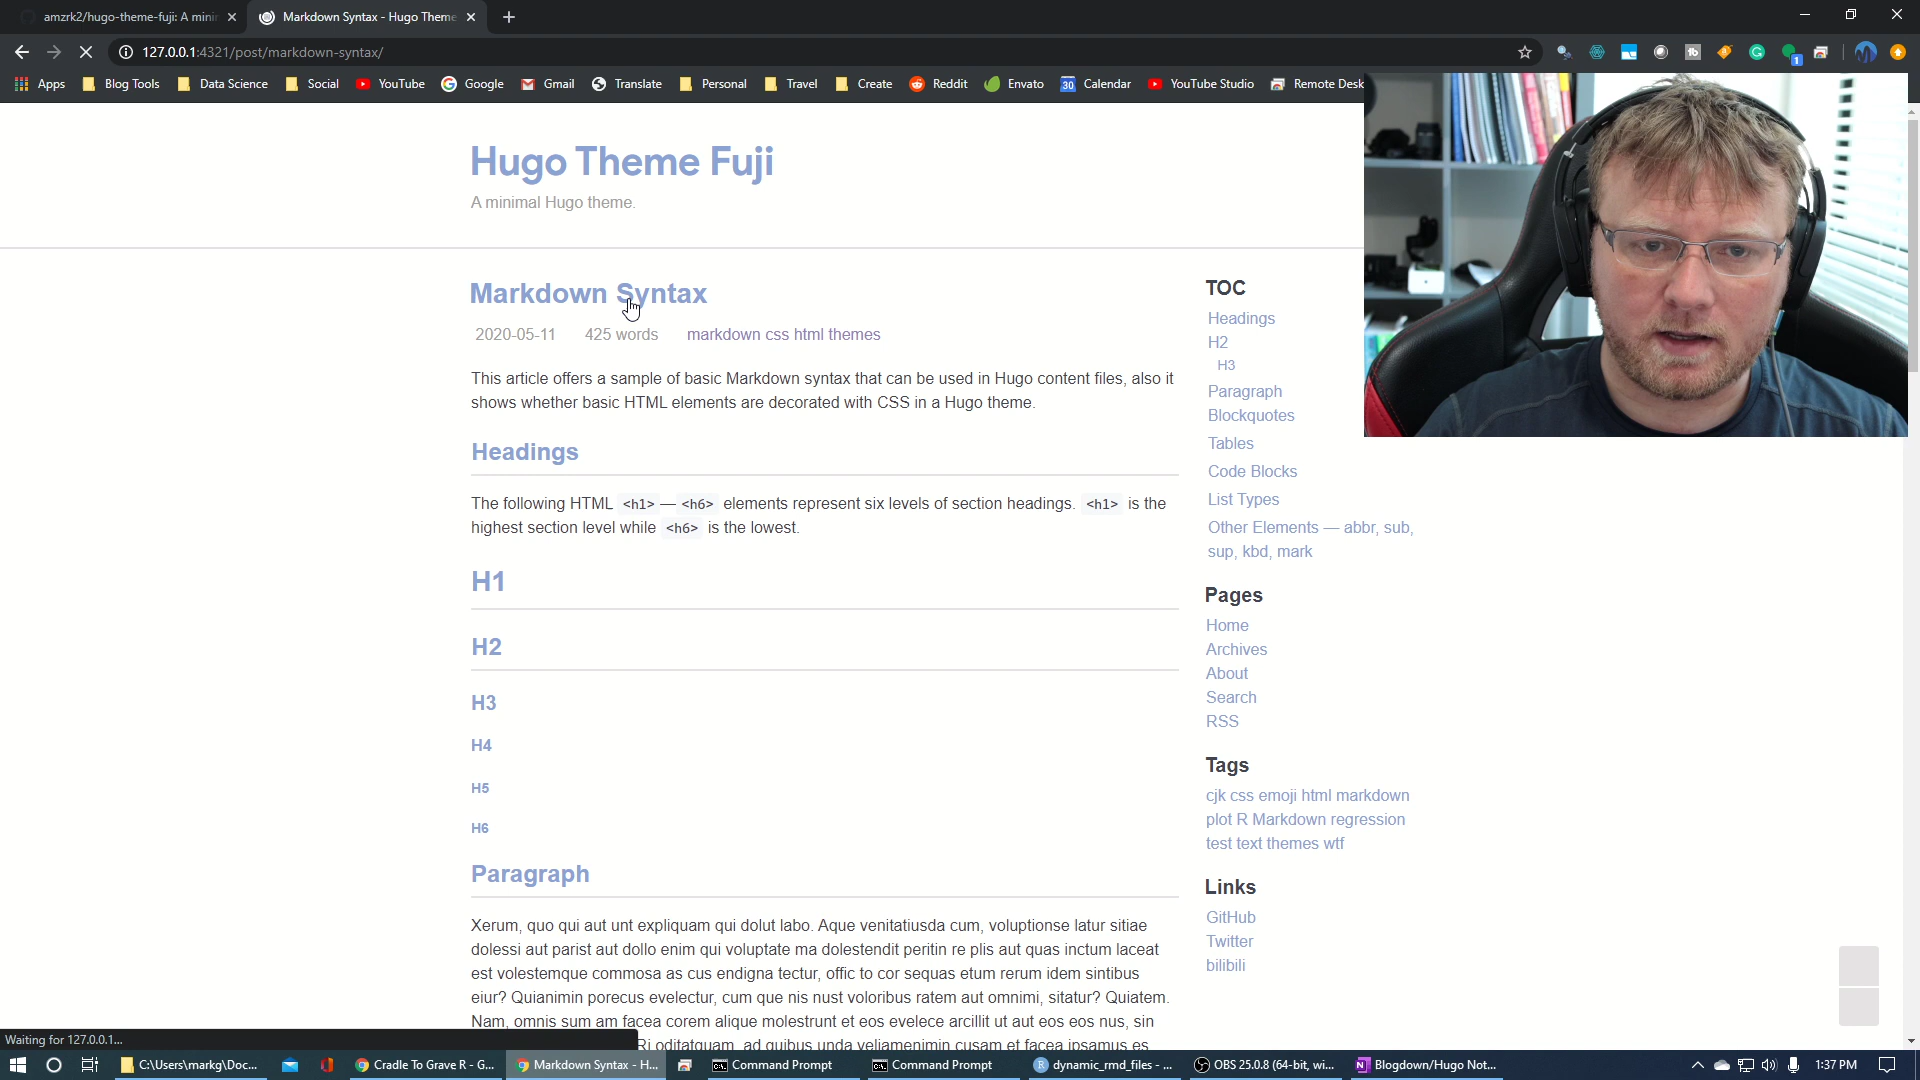 amzrk2/hugo-theme-fuji: A mini
Markdown Syntax - Hugo Theme
127.0.0.1:4321/post/markdown-syntax/
Apps
Blog Tools
Data Science
Social
YouTube
Google
Gmail
Translate
Personal
Travel
Create
Reddit
Envato
Calendar
YouTube Studio
Remote Desk
Hugo Theme Fuji
A minimal Hugo theme.
Markdown Syntax
2020-05-11 425 words markdown css html themes
This article offers a sample of basic Markdown syntax that can be used in Hugo content files, also it
shows whether basic HTML elements are decorated with CSS in a Hugo theme.
Headings
The following HTML <h1> — <h6> elements represent six levels of section headings. <h1> is the
highest section level while <h6> is the lowest.
H1
H2
H3
H4
H5
H6
Paragraph
Xerum, quo qui aut unt expliquam qui dolut labo. Aque venitatiusda cum, voluptionse latur sitiae
dolessi aut parist aut dollo enim qui voluptate ma dolestendit peritin re plis aut quas inctum laceat
est volestemque commosa as cus endigna tectur, offic to cor sequas etum rerum idem sintibus
eiur? Quianimin porecus evelectur, cum que nis nust voloribus ratem aut omnimi, sitatur? Quiatem.
Nam, omnis sum am facea corem alique molestrunt et eos evelece arcillit ut aut eos eos nus, sin
Ri oditatquam, ad quibus unda veliamenimin cusam et facea ipsamus es
TOC
Headings
H2
H3
Paragraph
Blockquotes
Tables
Code Blocks
List Types
Other Elements — abbr, sub,
sup, kbd, mark
Pages
Home
Archives
About
Search
RSS
Tags
cjk css emoji html markdown
plot R Markdown regression
test text themes wtf
Links
GitHub
Twitter
bilibili
Waiting for 127.0.0.1...
C:\Users\markg\Doc...
Cradle To Grave R - G...
Markdown Syntax - H...
Command Prompt
Command Prompt
dynamic_rmd_files - ...
OBS 25.0.8 (64-bit, wi...
Blogdown/Hugo Not...
1:37 PM